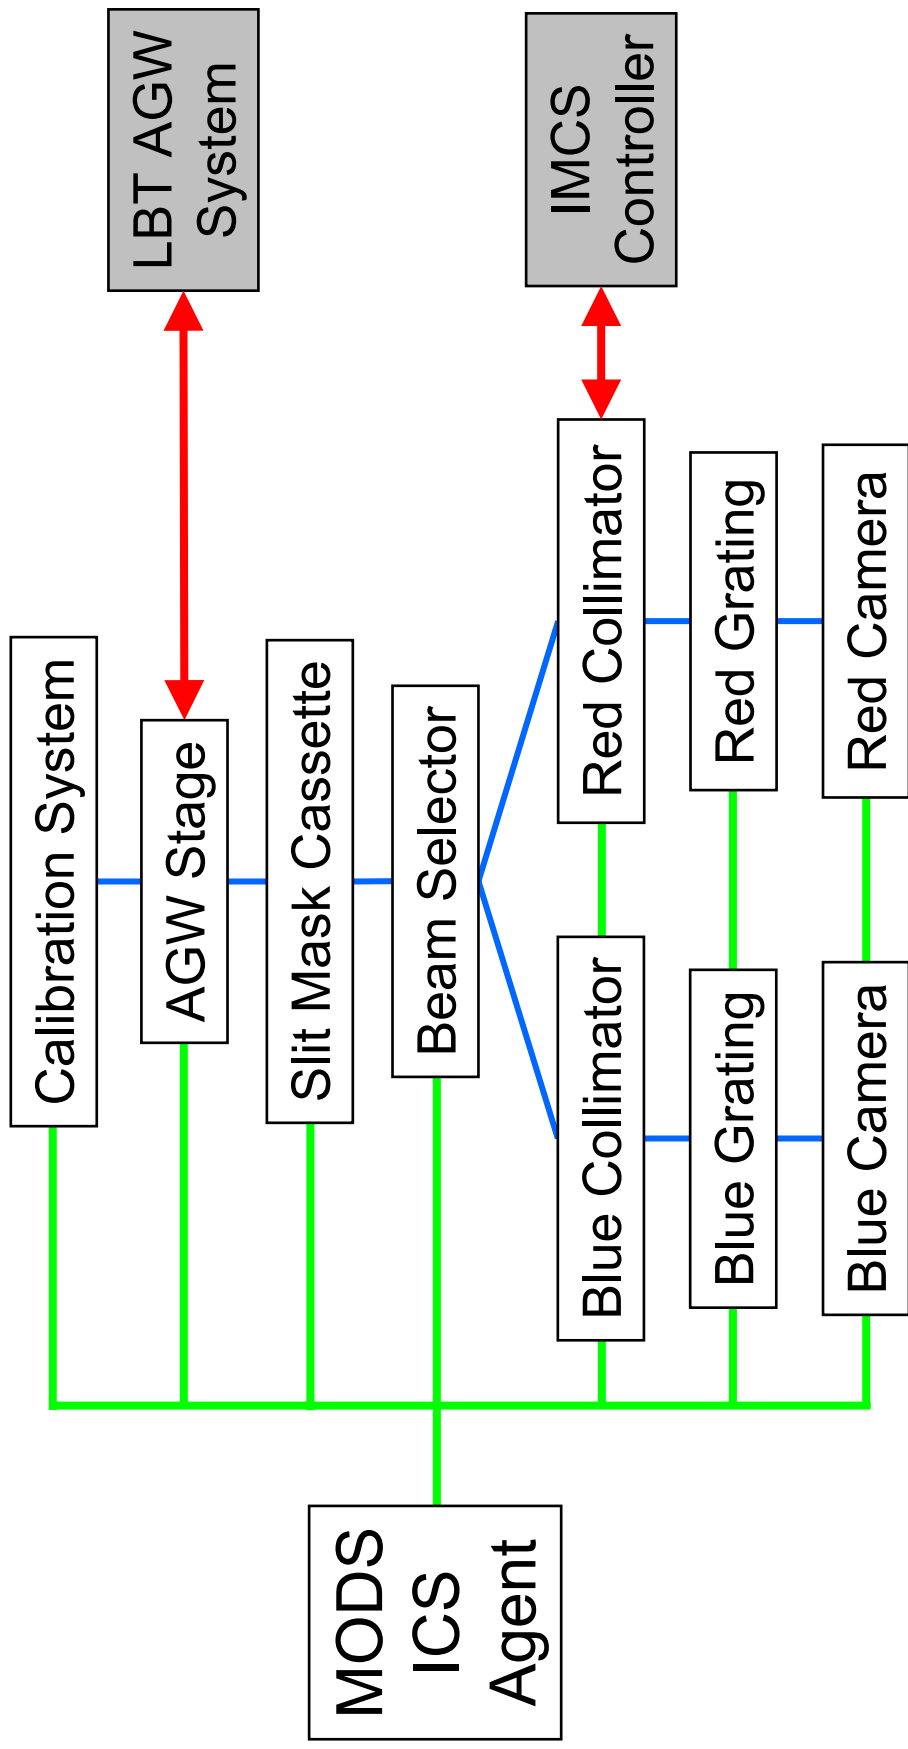 Calibration System
LBT AGW
System
AGW Stage
Slit Mask Cassette
MODS
ICS
Agent
Beam Selector
IMCS
Controller
Blue Collimator
Red Collimator
Blue Grating
Red Grating
Blue Camera
Red Camera